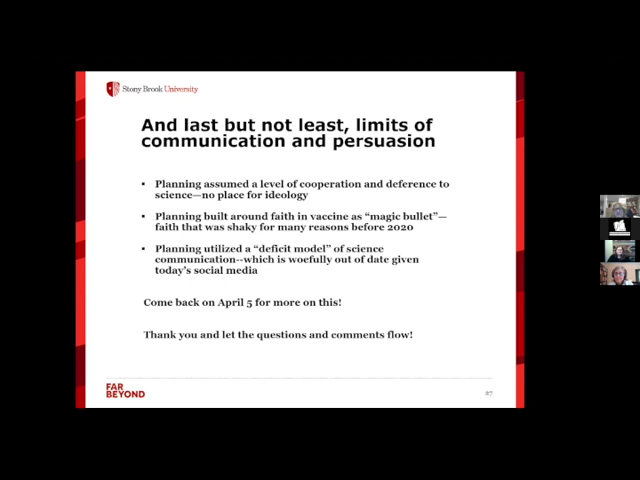 Stony Brook University
And last but not least, limits of
communication and persuasion
▪ Planning assumed a level of cooperation and deference to
science—no place for ideology
▪ Planning built around faith in vaccine as “magic bullet”—
faith that was shaky for many reasons before 2020
▪ Planning utilized a “deficit model” of science
communication--which is woefully out of date given
today's social media
Come back on April 5 for more on this!
Thank you and let the questions and comments flow!
FAR
BEYOND
87